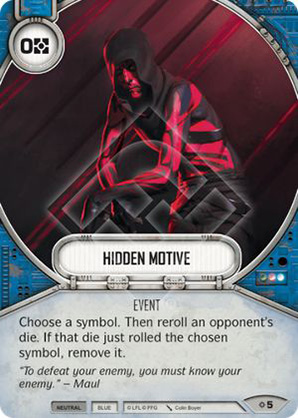 0
HIDDEN MOTIVE
EVENT
Choose a symbol. Then reroll an opponent's
die. If that die just rolled the chosen
symbol, remove it.
"To defeat your enemy, you must know your
enemy." – Maul
NEUTRAL BLUE © LFL © FFG Colin Boyer 5